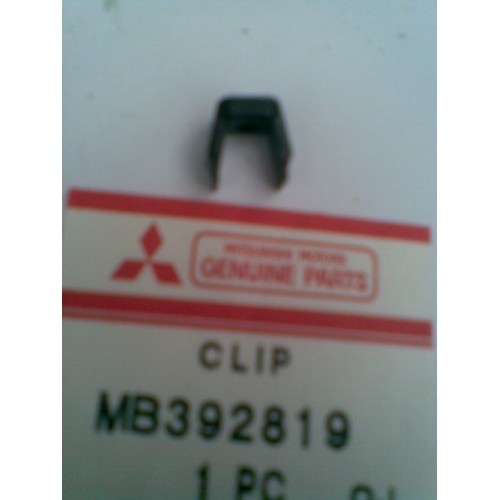 MITSUBISHI MOTORS
GENUINE PARTS
CLIP
MB392819
1 PC